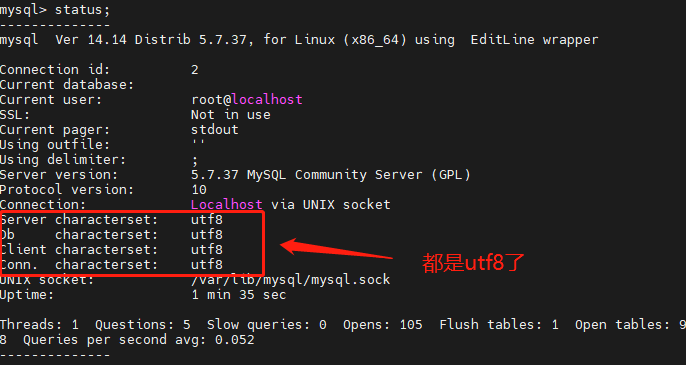 mysql> status;
--------------
mysql  Ver 14.14 Distrib 5.7.37, for Linux (x86_64) using  EditLine wrapper
Connection id:          2
Current database:
Current user:           root@localhost
SSL:                    Not in use
Current pager:          stdout
Using outfile:          ''
Using delimiter:        ;
Server version:         5.7.37 MySQL Community Server (GPL)
Protocol version:       10
Connection:             Localhost via UNIX socket
Server characterset:    utf8
Db     characterset:    utf8
Client characterset:    utf8
Conn.  characterset:    utf8
都是utf8了
UNIX socket:            /var/lib/mysql/mysql.sock
Uptime:                 1 min 35 sec
Threads: 1  Questions: 5  Slow queries: 0  Opens: 105  Flush tables: 1  Open tables: 9
8  Queries per second avg: 0.052
--------------